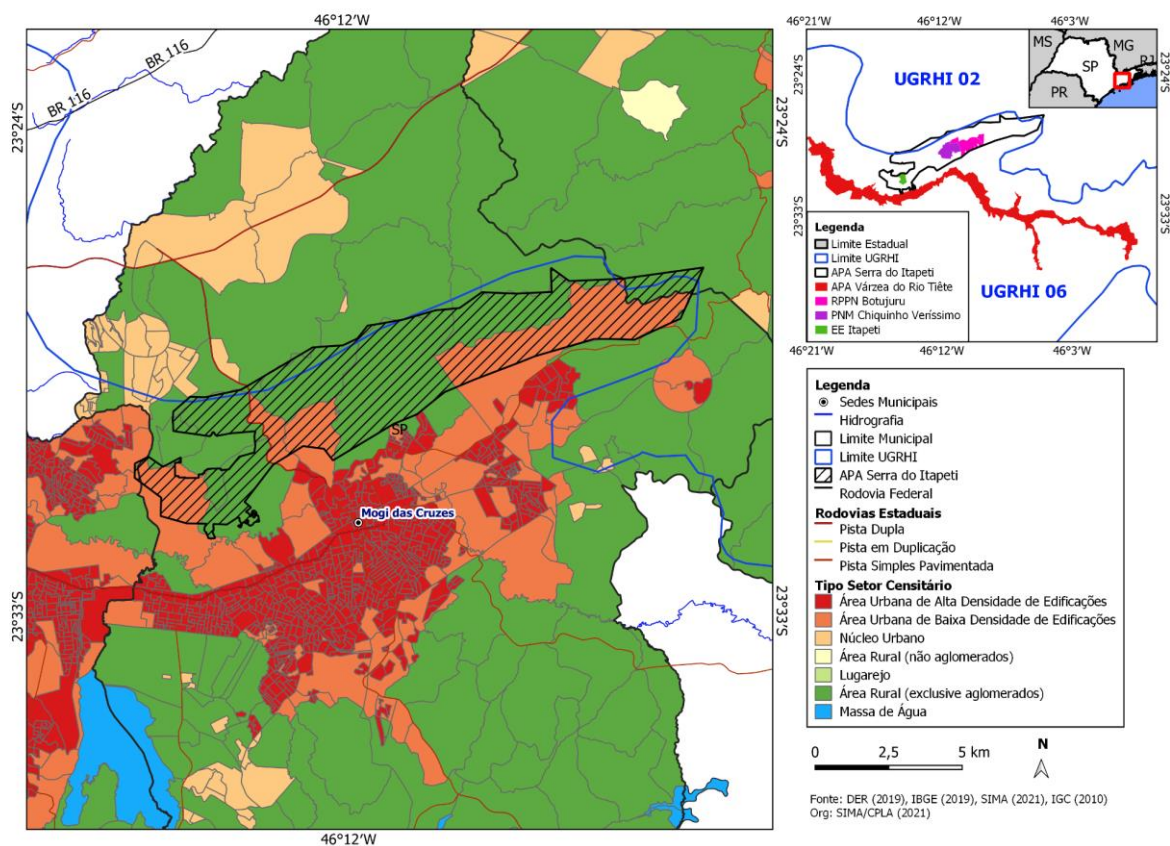 46°12'W
BR 116
BR 116
23°24'S
23°24'S
SP
Mogi das Cruzes
23°33'S
23°33'S
46°12'W
46°21'W
46°12'W
46°3'W
MS
MG
SP
RJ
PR
23°24'S
23°24'S
UGRHI 02
23°33'S
23°33'S
UGRHI 06
Legenda
Limite Estadual
Limite UGRHI
APA Serra do Itapeti
APA Várzea do Rio Tiête
RPPN Botujuru
PNM Chiquinho Veríssimo
EE Itapeti
46°21'W
46°12'W
46°3'W
Legenda
Sedes Municipais
Hidrografia
Limite Municipal
Limite UGRHI
APA Serra do Itapeti
Rodovia Federal
Rodovias Estaduais
Pista Dupla
Pista em Duplicação
Pista Simples Pavimentada
Tipo Setor Censitário
Área Urbana de Alta Densidade de Edificações
Área Urbana de Baixa Densidade de Edificações
Núcleo Urbano
Área Rural (não aglomerados)
Lugarejo
Área Rural (exclusive aglomerados)
Massa de Água
0 2,5 5 km
N
Fonte: DER (2019), IBGE (2019), SIMA (2021), IGC (2010)
Org: SIMA/CPLA (2021)